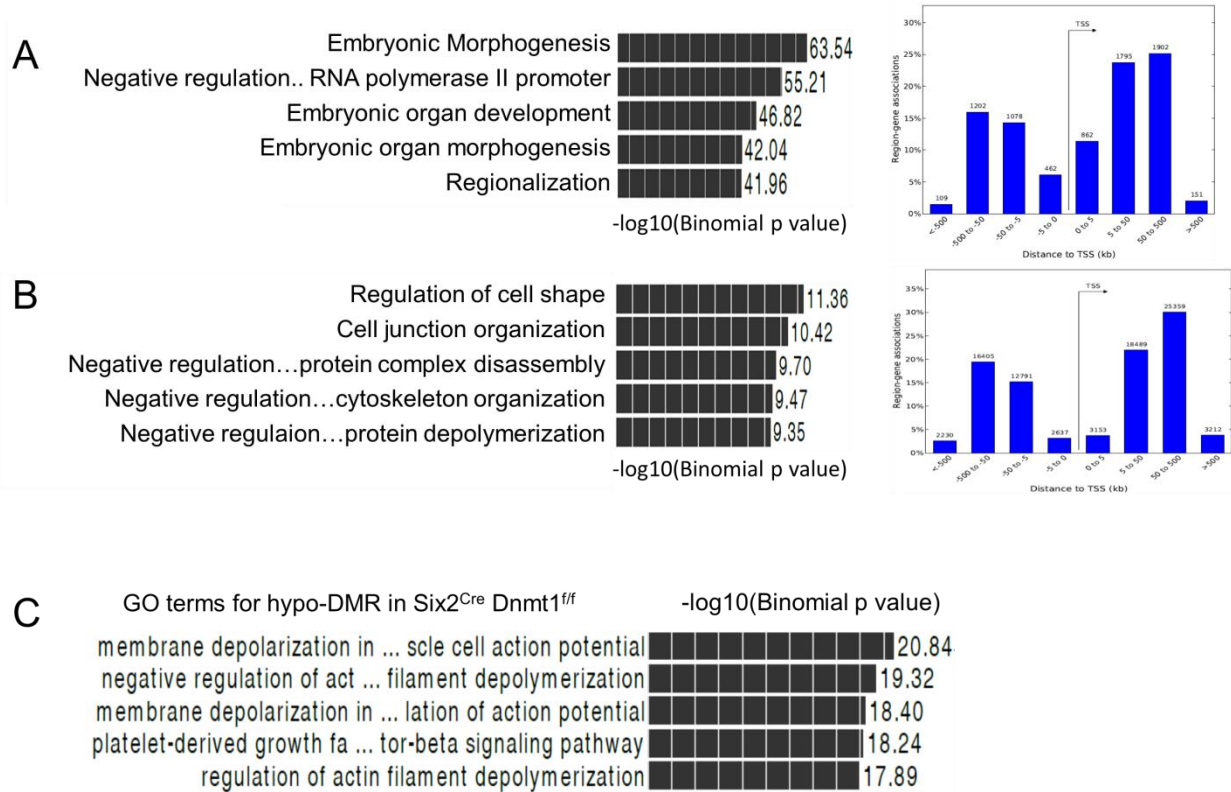 A
Embryonic Morphogenesis 63.54
Negative regulation.. RNA polymerase II promoter 55.21
Embryonic organ development 46.82
Embryonic organ morphogenesis 42.04
Regionalization 41.96
-log10(Binomial p value)
Region-gene associations
30%
25%
20%
15%
10%
5%
0%
TSS
109
1202
1078
462
862
1795
1902
151
<-500
-500 to -50
-50 to -5
-5 to 0
0 to 5
5 to 50
50 to 500
>500
Distance to TSS (kb)
B
Regulation of cell shape 11.36
Cell junction organization 10.42
Negative regulation...protein complex disassembly 9.70
Negative regulation...cytoskeleton organization 9.47
Negative regulaion...protein depolymerization 9.35
-log10(Binomial p value)
Region-gene associations
35%
30%
25%
20%
15%
10%
5%
0%
TSS
2230
16405
12791
2637
3153
18489
25359
3212
<-500
-500 to -50
-50 to -5
-5 to 0
0 to 5
5 to 50
50 to 500
>500
Distance to TSS (kb)
C
GO terms for hypo-DMR in Six2Cre Dnmt1f/f -log10(Binomial p value)
membrane depolarization in ... scle cell action potential 20.84
negative regulation of act ... filament depolymerization 19.32
membrane depolarization in ... lation of action potential 18.40
platelet-derived growth fa ... tor-beta signaling pathway 18.24
regulation of actin filament depolymerization 17.89